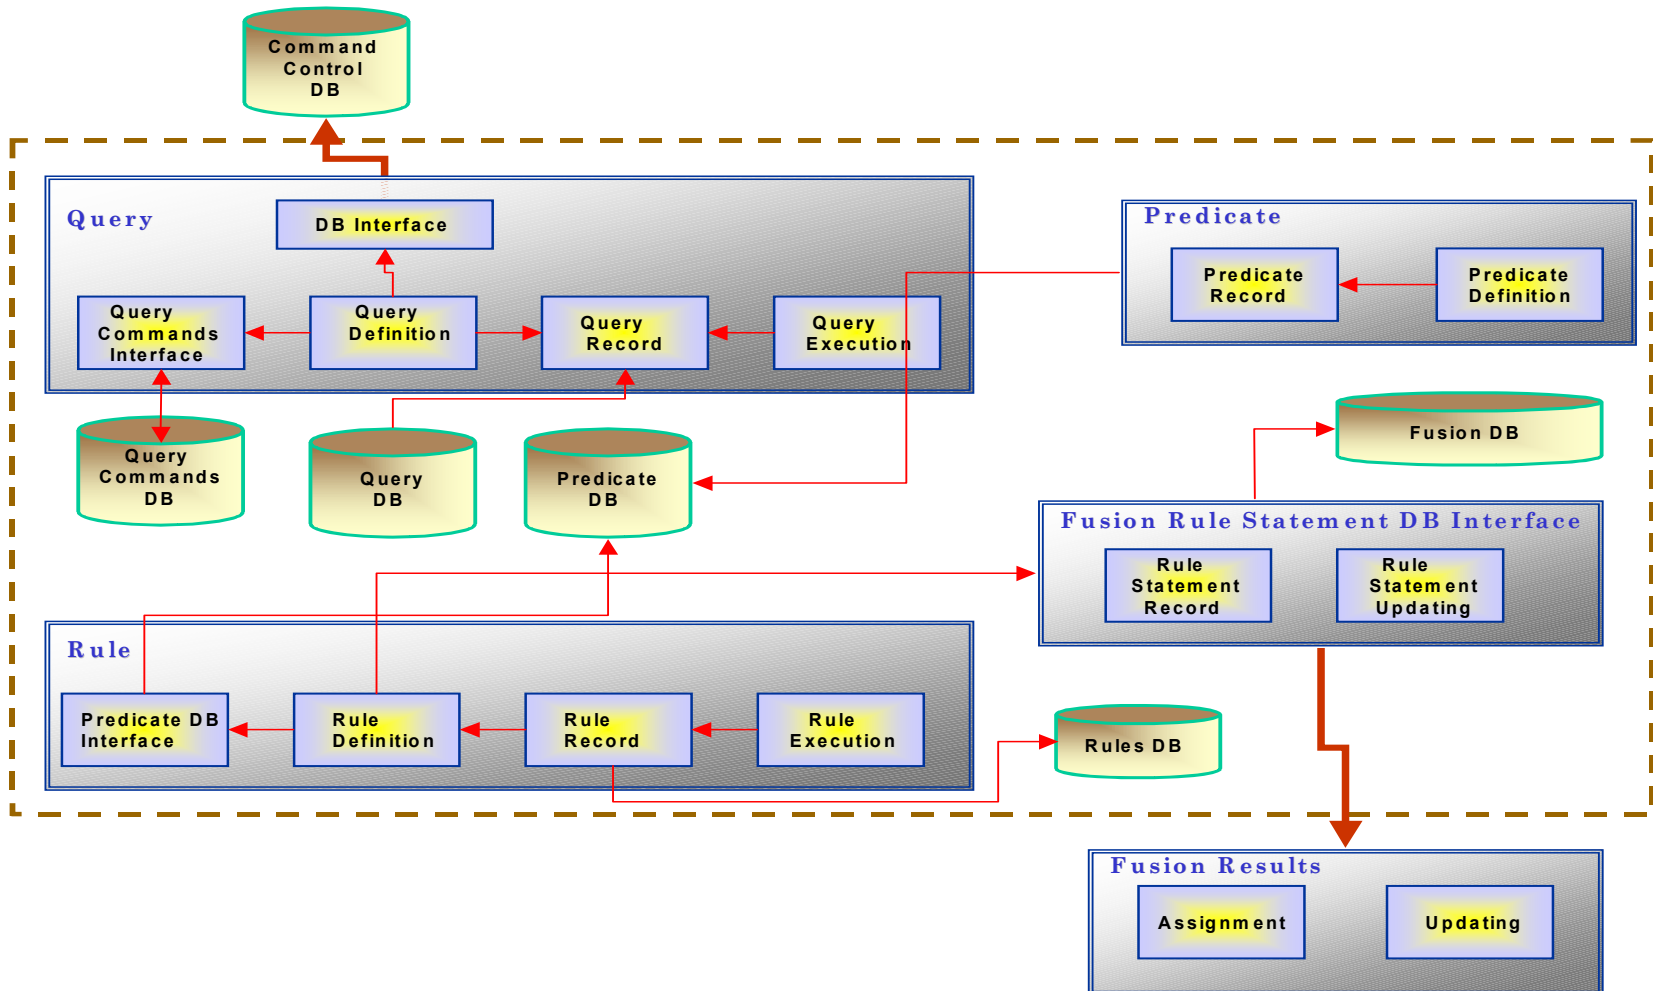 Command
Control
DB
Query
DB Interface
Query
Commands
Interface
Query
Definition
Query
Record
Query
Execution
Predicate
Predicate
Record
Predicate
Definition
Query
Commands
DB
Query
DB
Predicate
DB
Fusion DB
Fusion Rule Statement DB Interface
Rule
Statement
Record
Rule
Statement
Updating
Rule
Predicate DB
Interface
Rule
Definition
Rule
Record
Rule
Execution
Rules DB
Fusion Results
Assignment
Updating